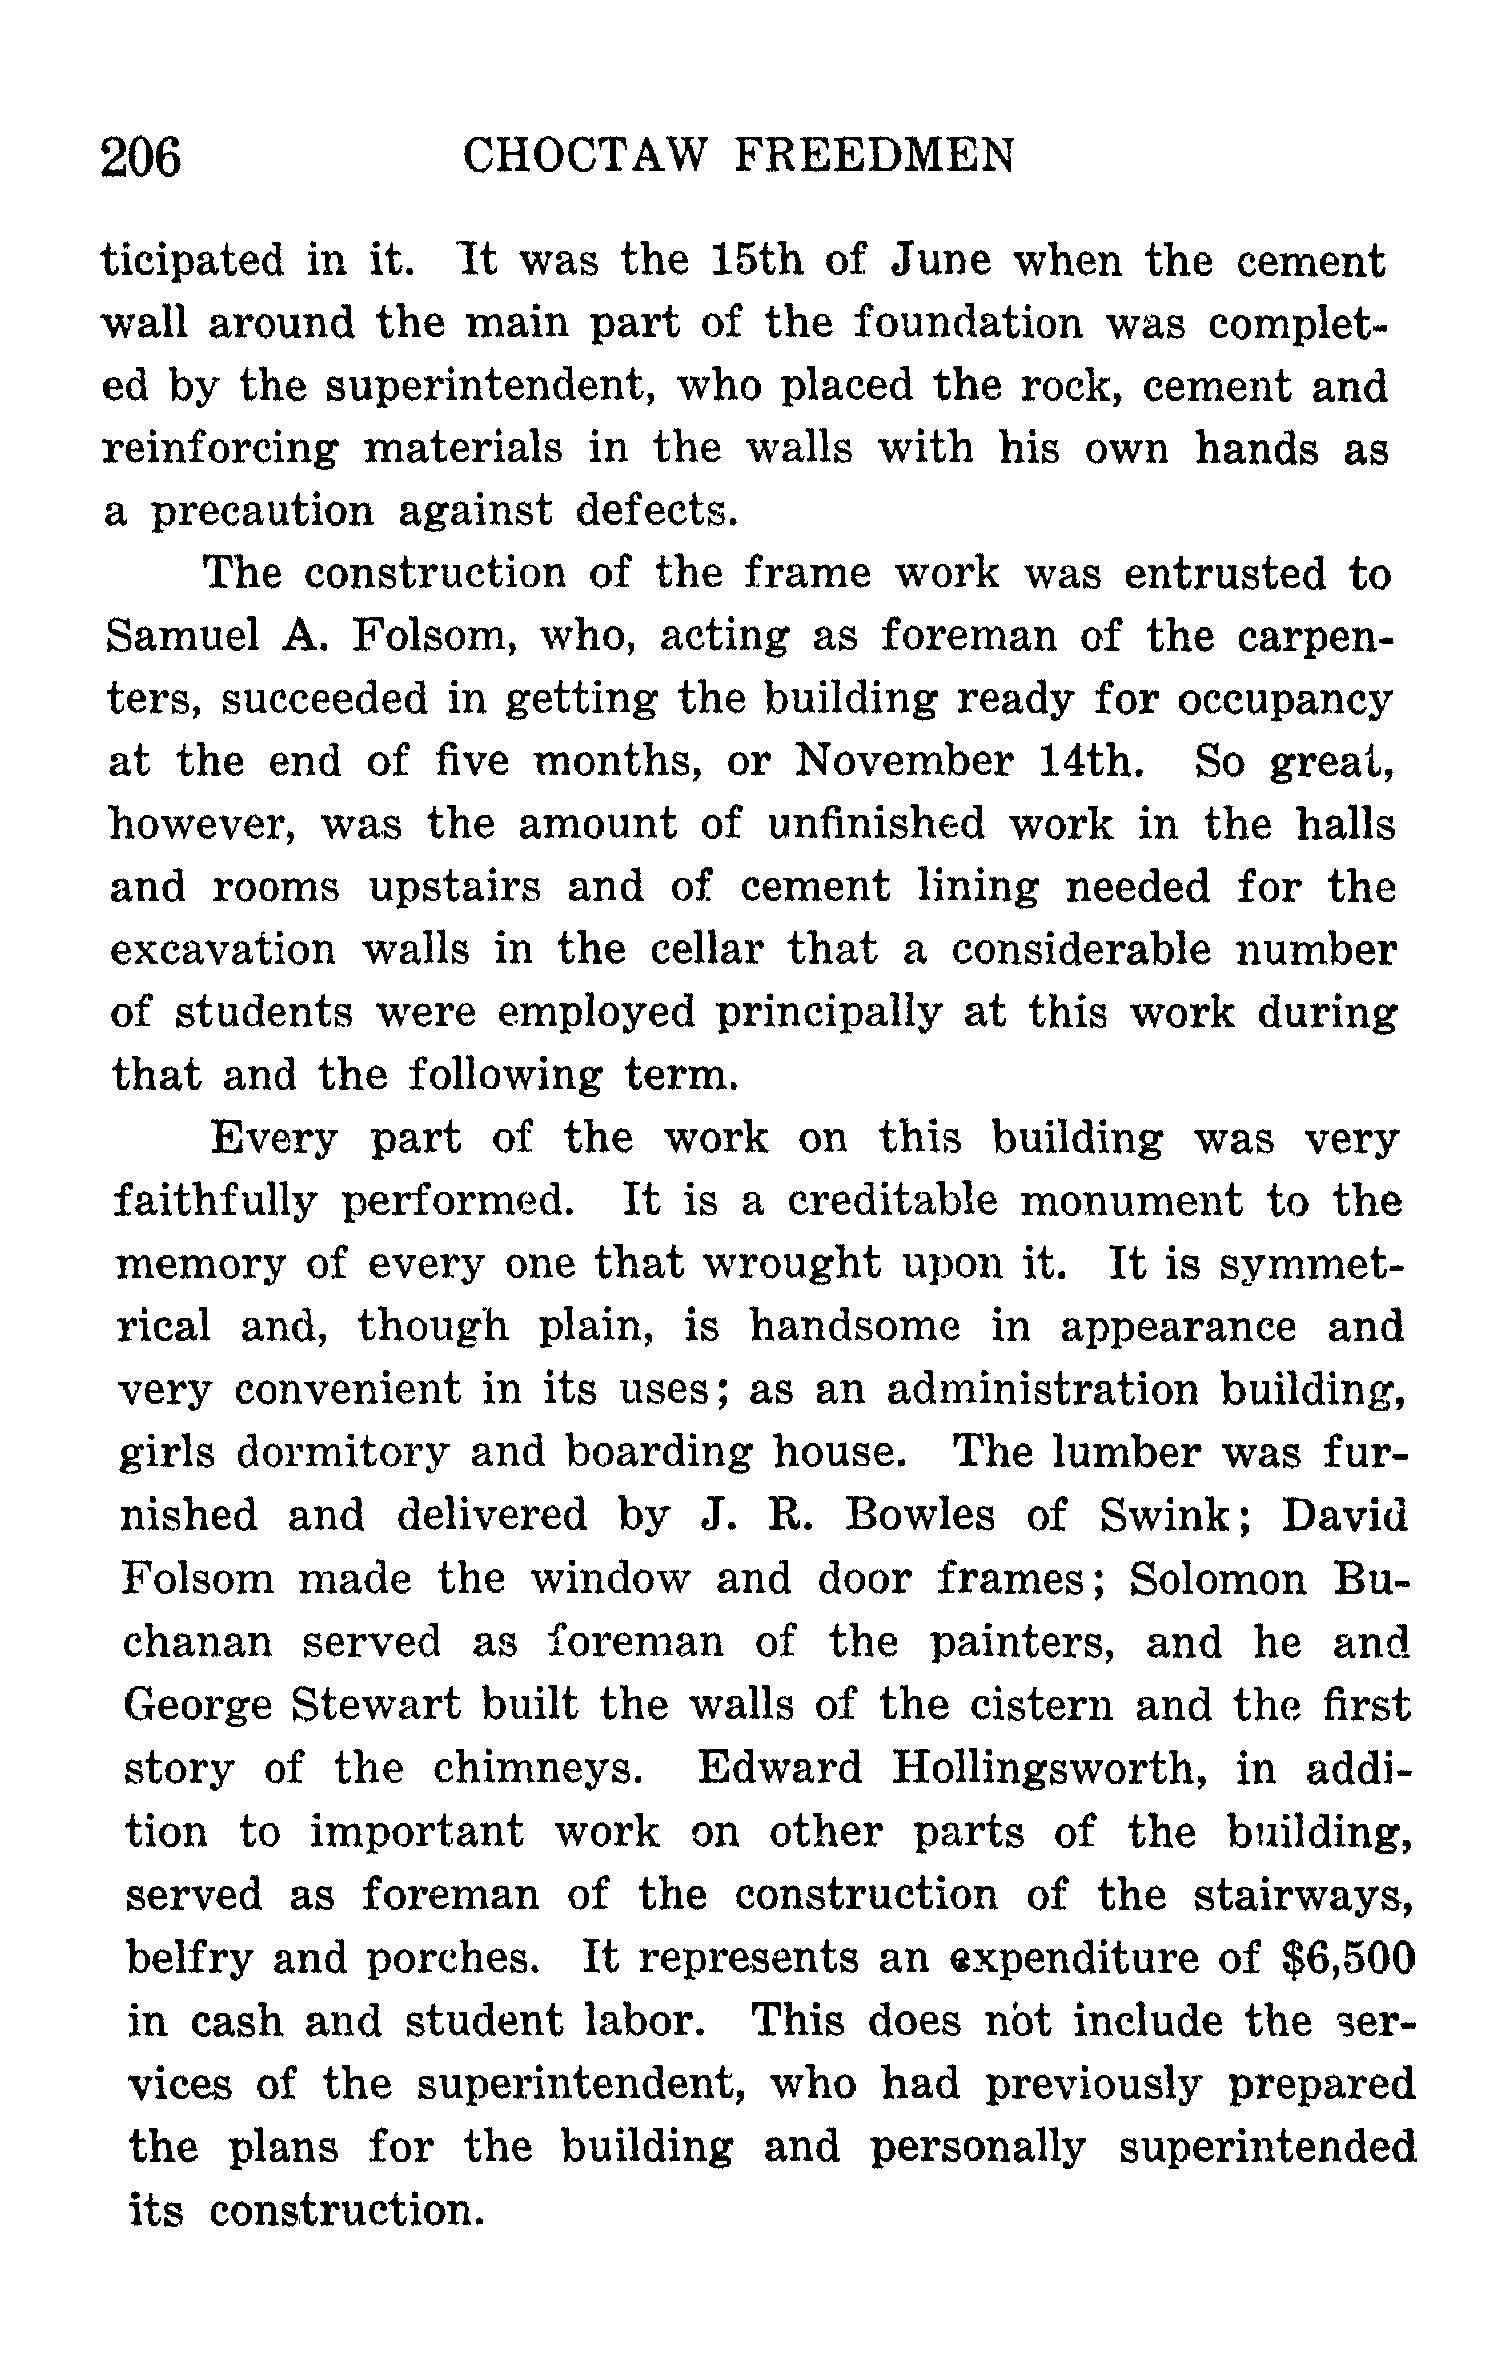 206 CHOCTAW FREEDMEN
ticipated in it. It was the 15th of June when the cement
wall around the main part of the foundation was complet-
ed by the superintendent, who placed the rock, cement and
reinforcing materials in the walls with his own hands as
a precaution against defects.
The construction of the frame work was entrusted to
Samuel A. Folsom, who, acting as foreman of the carpen-
ters, succeeded in getting the building ready for occupancy
at the end of five months, or November 14th. So great,
however, was the amount of unfinished work in the halls
and rooms upstairs and of cement lining needed for the
excavation walls in the cellar that a considerable number
of students were employed principally at this work during
that and the following term.
Every part of the work on this building was very
faithfully performed. It is a creditable monument to the
memory of every one that wrought upon it. It is symmet-
rical and, though plain, is handsome in appearance and
very convenient in its uses; as an administration building,
girls dormitory and boarding house. The lumber was fur-
nished and delivered by J. R. Bowles of Swink; David
Folsom made the window and door frames; Solomon Bu-
chanan served as foreman of the painters, and he and
George Stewart built the walls of the cistern and the first
story of the chimneys. Edward Hollingsworth, in addi-
tion to important work on other parts of the building,
served as foreman of the construction of the stairways,
belfry and porches. It represents an expenditure of $6,500
in cash and student labor. This does not include the ser-
vices of the superintendent, who had previously prepared
the plans for the building and personally superintended
its construction.